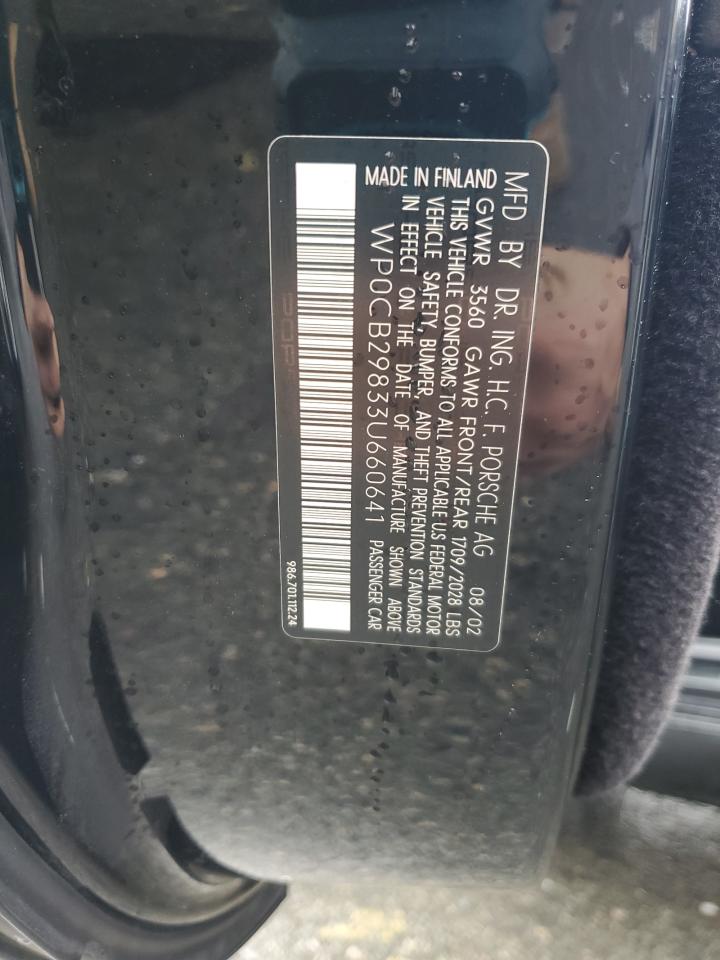 MFD BY DR. ING. H.C. F. PORSCHE AG 08/02
GVWR 3560 GAWR FRONT/REAR 1709/2028 LBS
THIS VEHICLE CONFORMS TO ALL APPLICABLE US FEDERAL MOTOR
VEHICLE SAFETY, BUMPER, AND THEFT PREVENTION STANDARDS
IN EFFECT ON THE DATE OF MANUFACTURE SHOWN ABOVE
MADE IN FINLAND WP0CB29833U660641 PASSENGER CAR
986.701.112.24